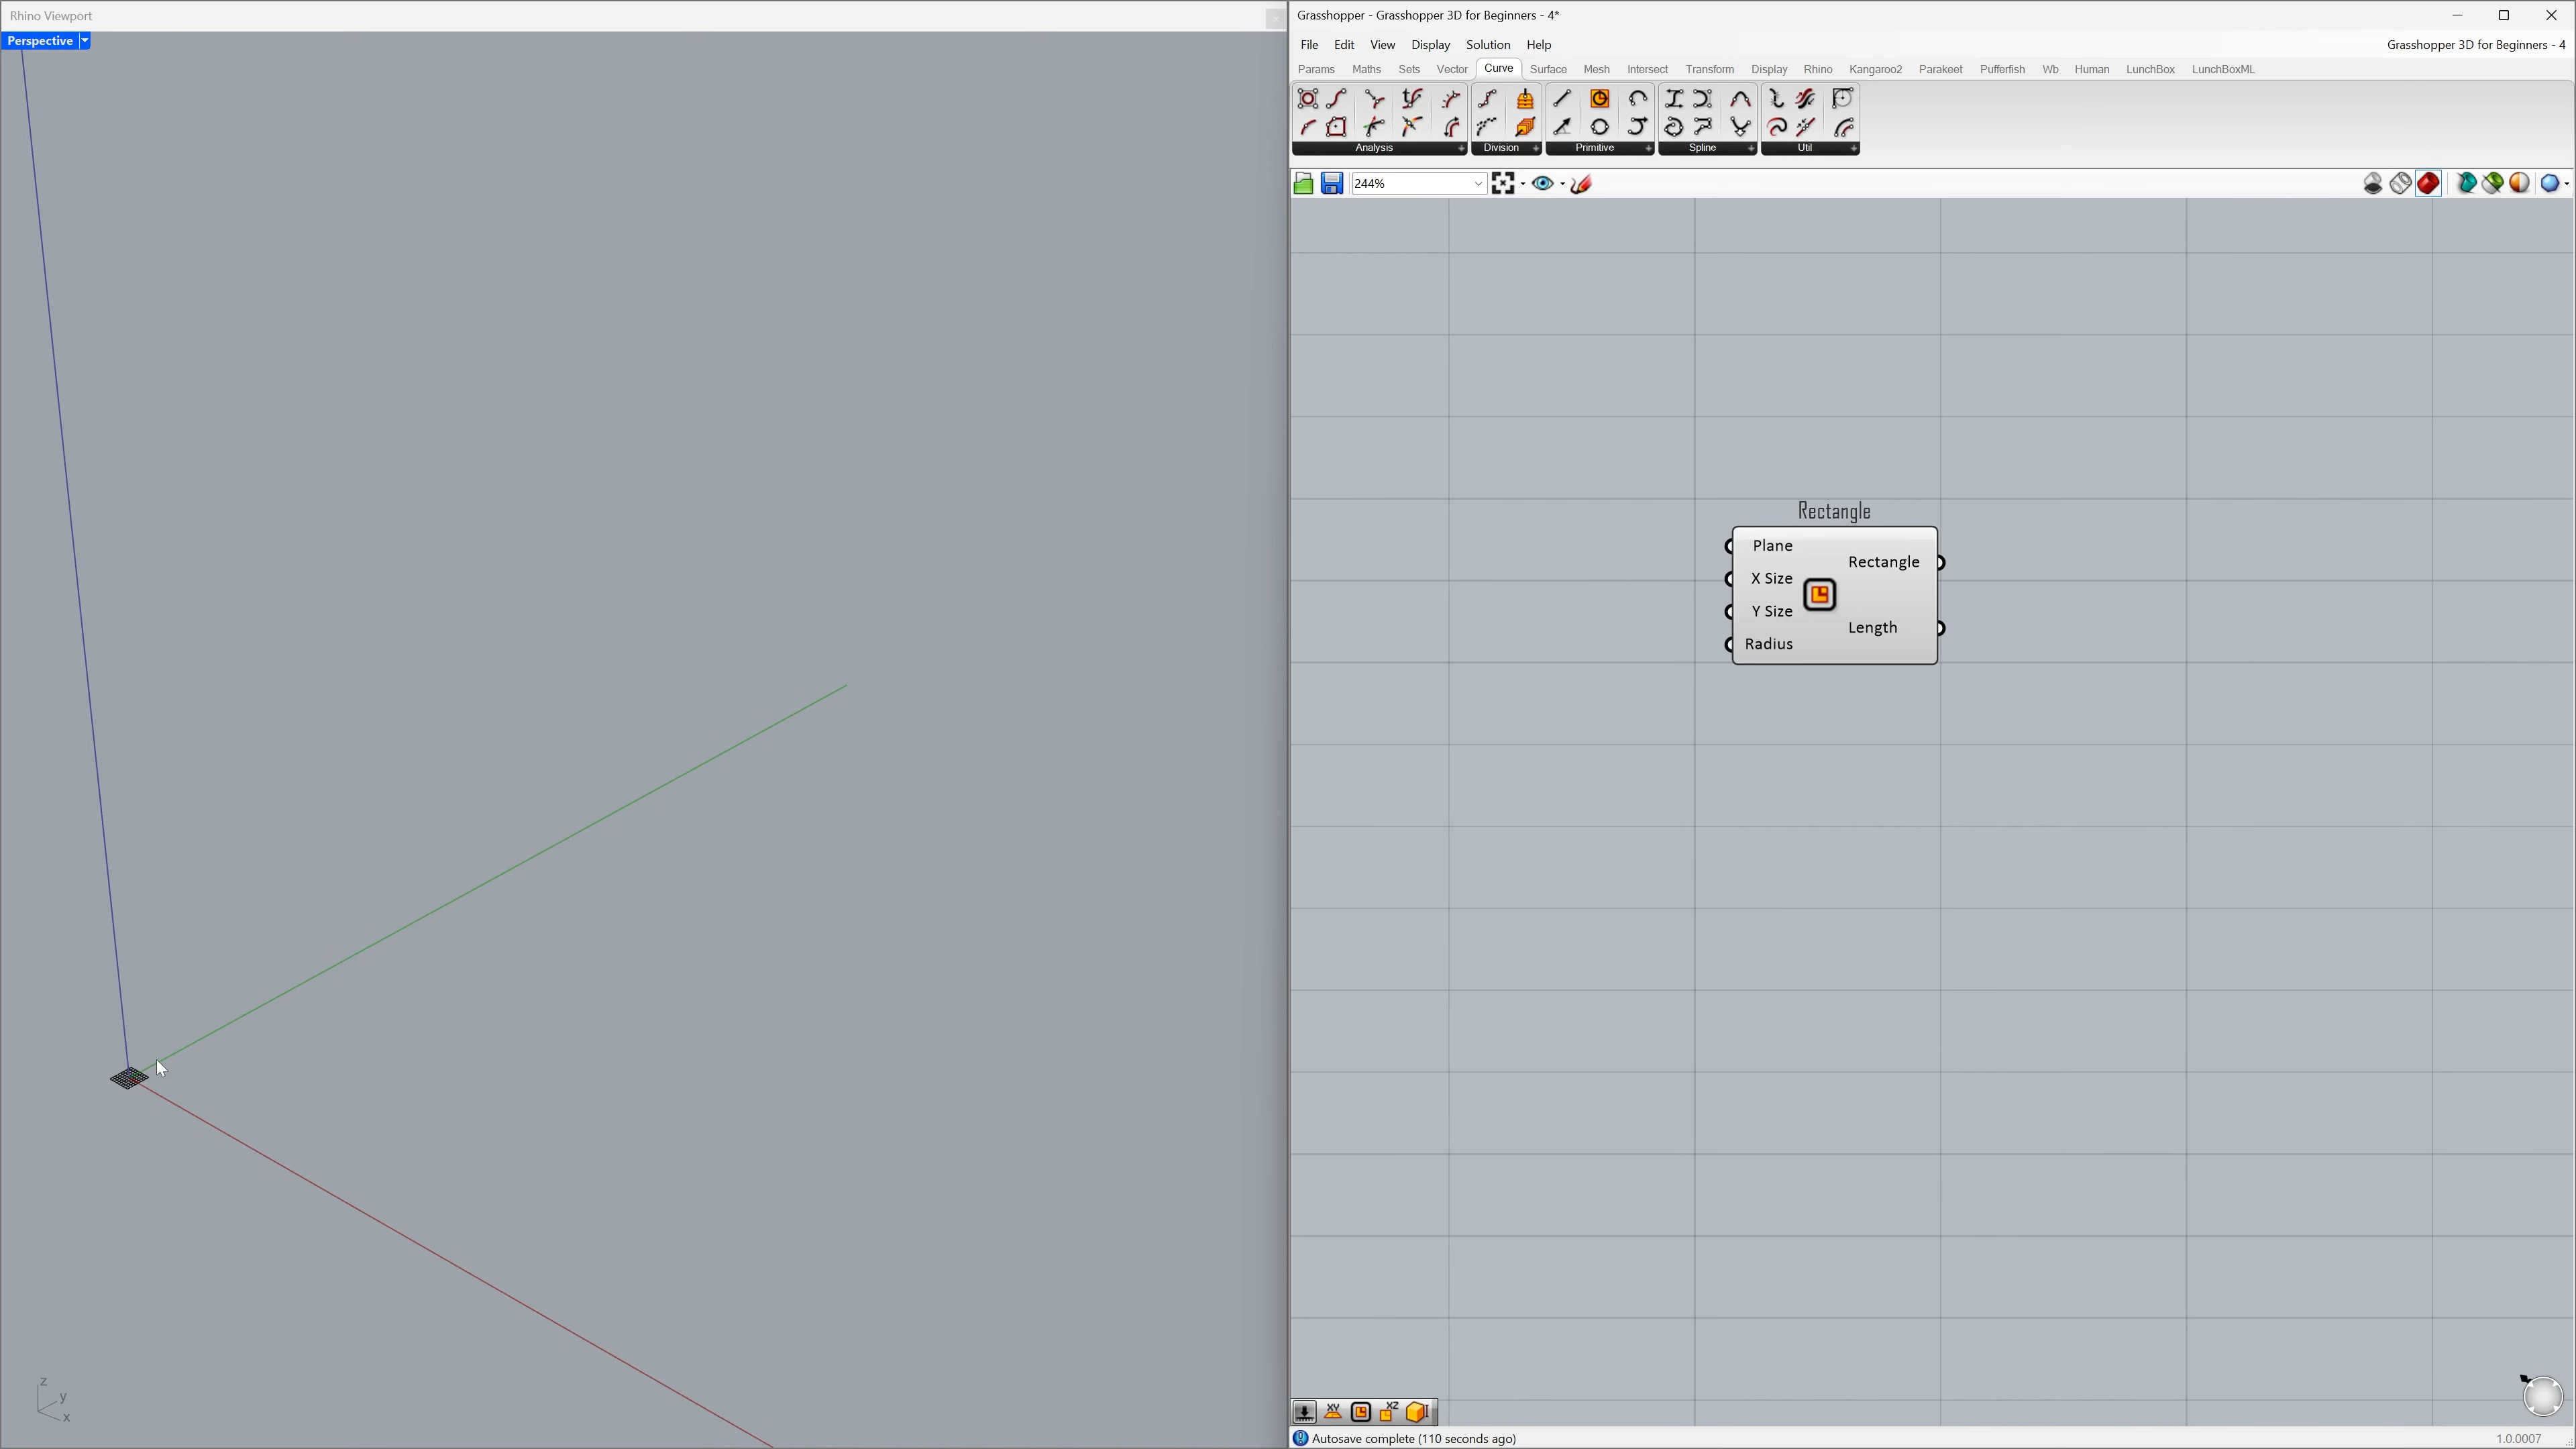 Rhino Viewport
Perspective
z
y
x
Grasshopper - Grasshopper 3D for Beginners - 4*
File Edit View Display Solution Help
Grasshopper 3D for Beginners - 4
Params Maths Sets Vector Curve Surface Mesh Intersect Transform Display Rhino Kangaroo2 Parakeet Pufferfish Wb Human LunchBox LunchBoxML
Analysis Division Primitive Spline Util
244%
Rectangle
Plane
X Size
Y Size
Radius
Rectangle
Length
XY
XZ
Autosave complete (110 seconds ago)
1.0.0007